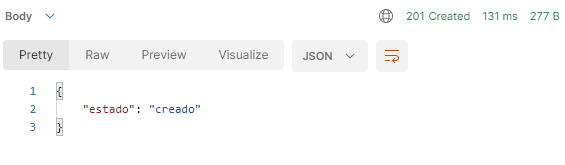 Body 201 Created 131 ms 277 B
Pretty Raw Preview Visualize JSON
1 {
2 "estado": "creado"
3 }